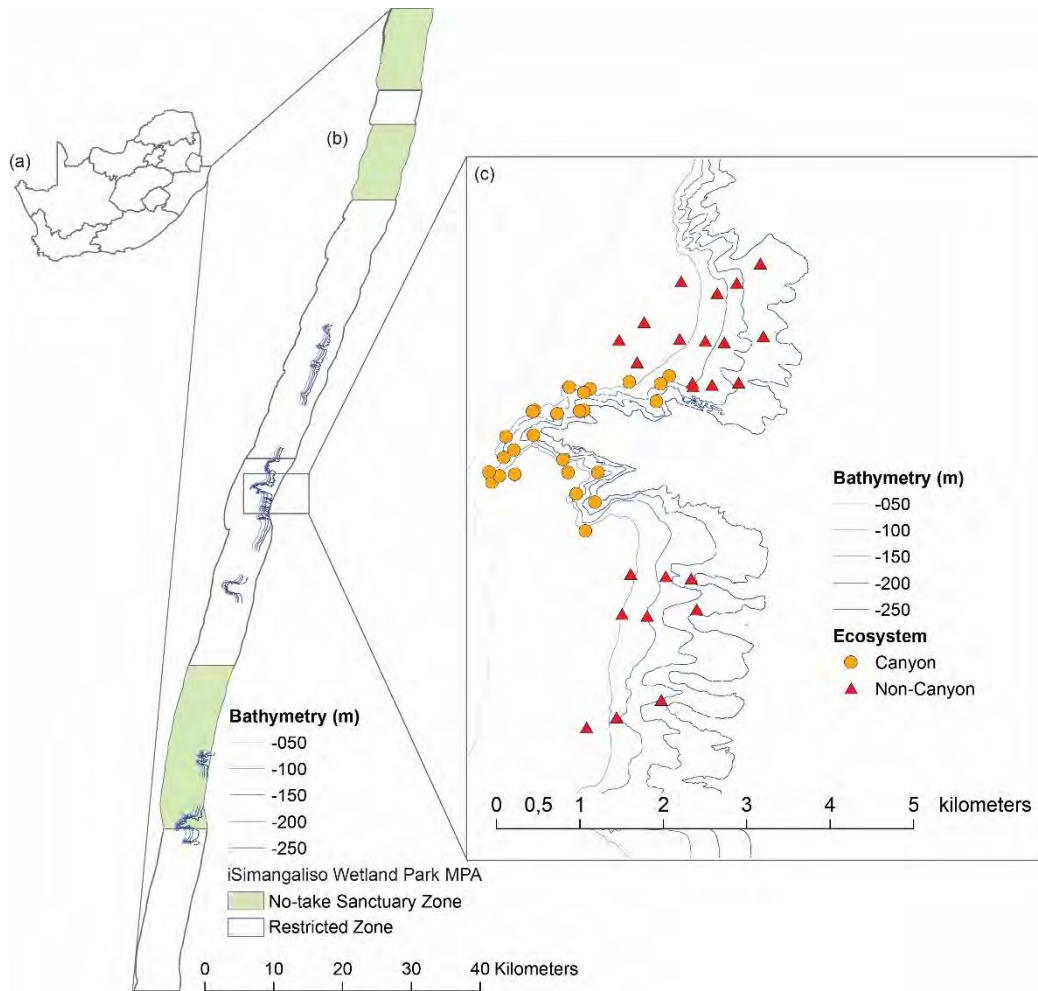 (a)
(b)
(c)
Bathymetry (m)
-050
-100
-150
-200
-250
Ecosystem
Canyon
Non-Canyon
0 0,5 1 2 3 4 5 kilometers
Bathymetry (m)
-050
-100
-150
-200
-250
iSimangaliso Wetland Park MPA
No-take Sanctuary Zone
Restricted Zone
0 10 20 30 40 Kilometers